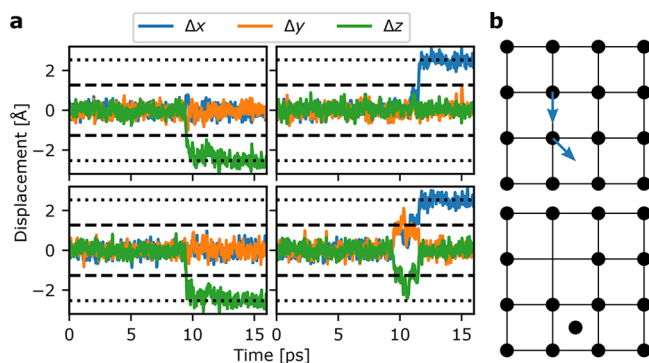 a
Δx Δy Δz
b
Displacement [Å]
2
0
−2
2
0
−2
0 5 10 15 0 5 10 15
Time [ps]